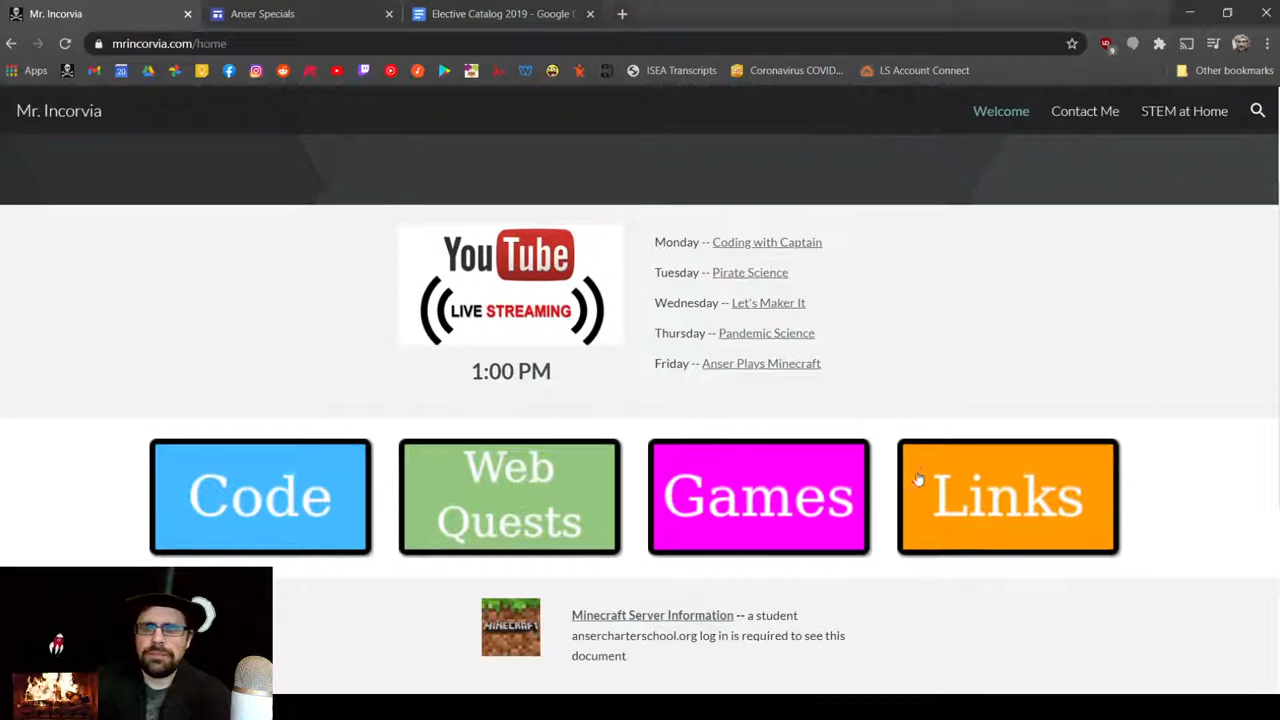 Mr. Incorvia
Anser Specials
Elective Catalog 2019 - Google
mrincorvia.com/home
Apps
ISEA Transcripts
Coronavirus COVID...
LS Account Connect
Other bookmarks
Mr. Incorvia
Welcome
Contact Me
STEM at Home
YouTube
LIVE STREAMING
1:00 PM
Monday -- Coding with Captain
Tuesday -- Pirate Science
Wednesday -- Let's Maker It
Thursday -- Pandemic Science
Friday -- Anser Plays Minecraft
Code
Web
Quests
Games
Links
MINECRAFT
Minecraft Server Information -- a student
ansercharterschool.org log in is required to see this
document